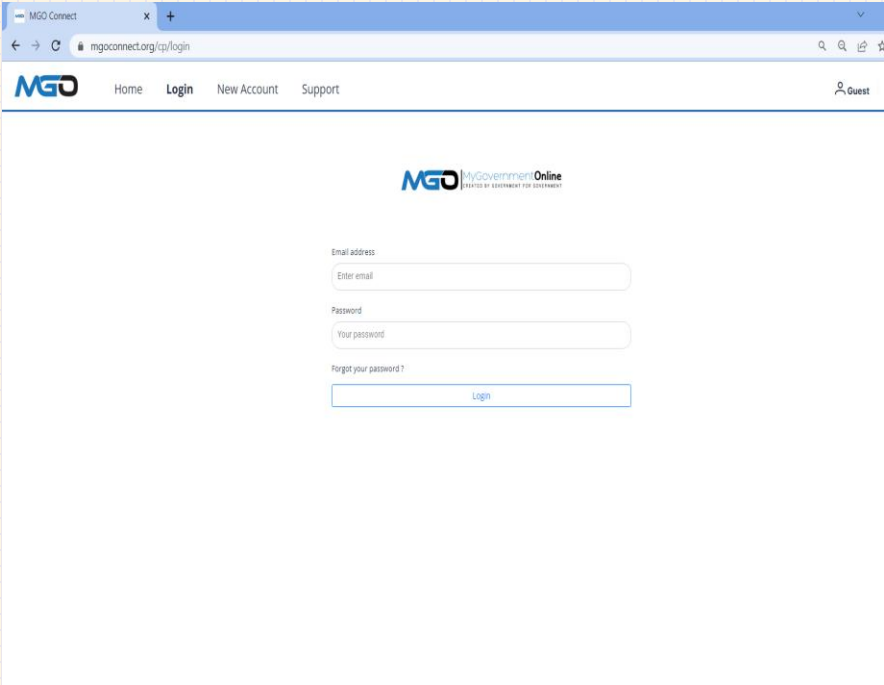 MGO Connect
mgoconnect.org/cp/login
MGO Home Login New Account Support Guest
MGO MyGovernmentOnline
CREATED BY GOVERNMENT FOR GOVERNMENT
Email address
Enter email
Password
Your password
Forgot your password ?
Login